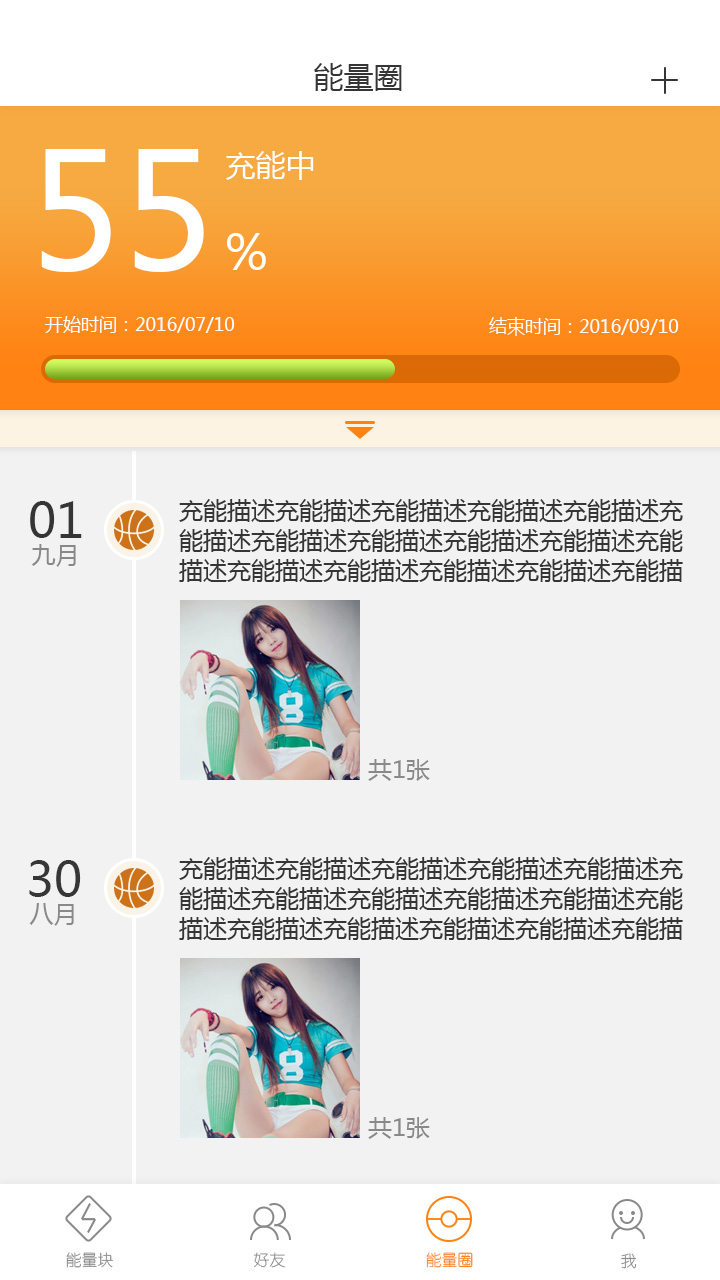 能量圈
55
充能中
%
开始时间：2016/07/10
结束时间：2016/09/10
01
九月
充能描述充能描述充能描述充能描述充能描述充
能描述充能描述充能描述充能描述充能描述充能
描述充能描述充能描述充能描述充能描述充能描
8
共1张
30
八月
充能描述充能描述充能描述充能描述充能描述充
能描述充能描述充能描述充能描述充能描述充能
描述充能描述充能描述充能描述充能描述充能描
8
共1张
能量块
好友
能量圈
我